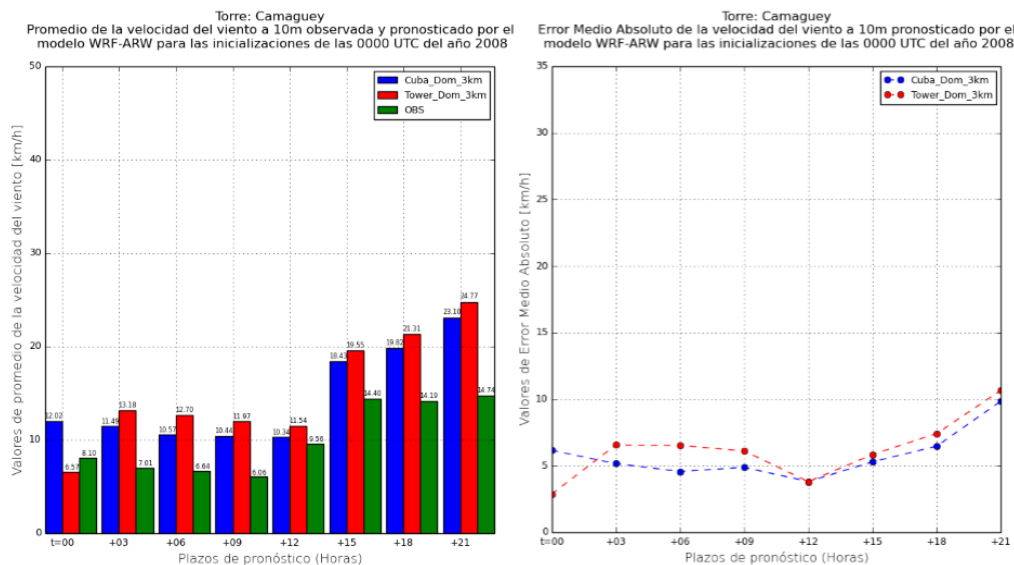 Torre: Camaguey
Promedio de la velocidad del viento a 10m observada y pronosticado por el
modelo WRF-ARW para las inicializaciones de las 0000 UTC del año 2008
50
40
30
20
10
0
Valores de promedio de la velocidad del viento [km/h]
Cuba_Dom_3km
Tower_Dom_3km
OBS
12.02
6.57
8.10
11.49
13.18
7.01
10.57
12.70
6.64
10.44
11.97
6.06
10.34
11.54
9.56
18.43
19.55
14.40
19.82
21.31
14.19
23.10
24.77
14.74
t=00 +03 +06 +09 +12 +15 +18 +21
Plazos de pronóstico (Horas)
Torre: Camaguey
Error Medio Absoluto de la velocidad del viento a 10m pronosticado por el
modelo WRF-ARW para las inicializaciones de las 0000 UTC del año 2008
35
30
25
20
15
10
5
0
Valores de Error Medio Absoluto [km/h]
Cuba_Dom_3km
Tower_Dom_3km
t=00 +03 +06 +09 +12 +15 +18 +21
Plazos de pronóstico (Horas)